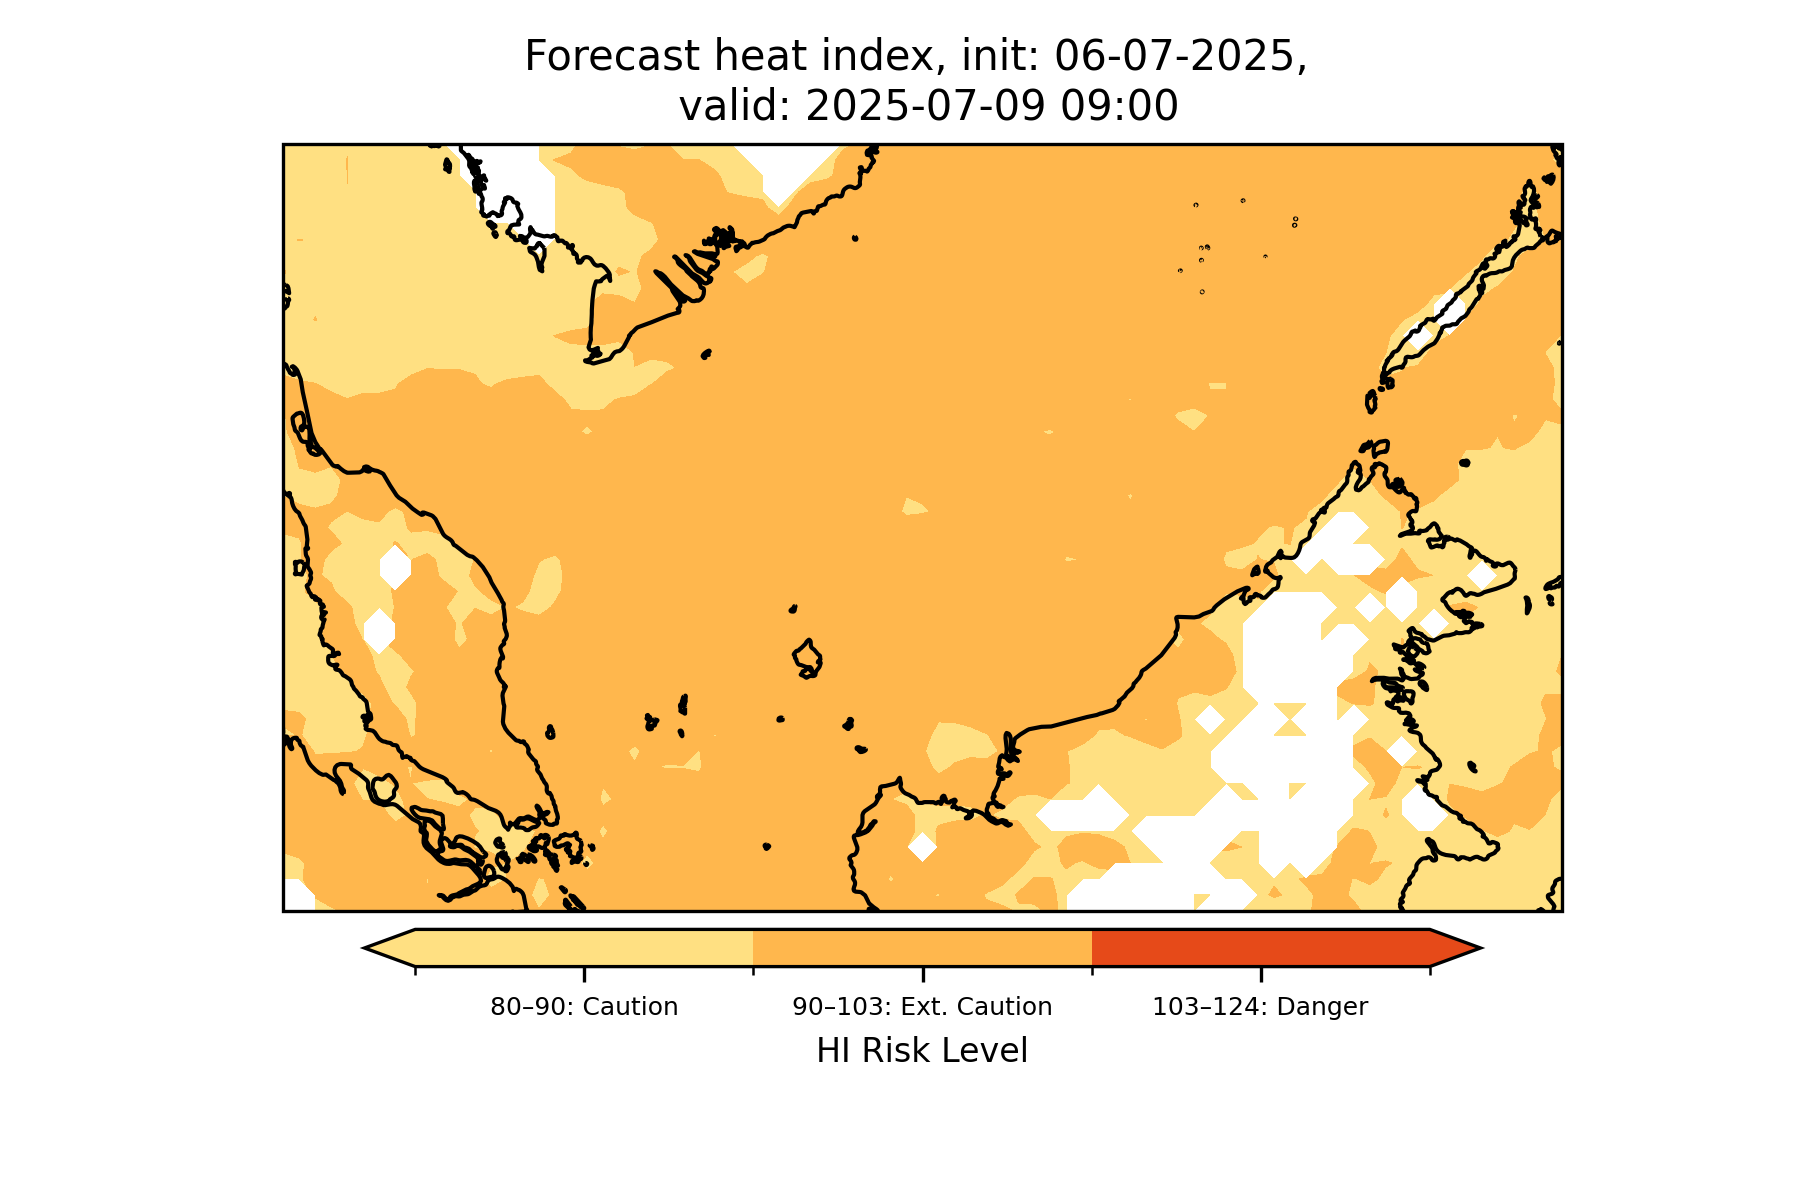 Forecast heat index, init: 06-07-2025,
valid: 2025-07-09 09:00
80–90: Caution
90–103: Ext. Caution
103–124: Danger
HI Risk Level